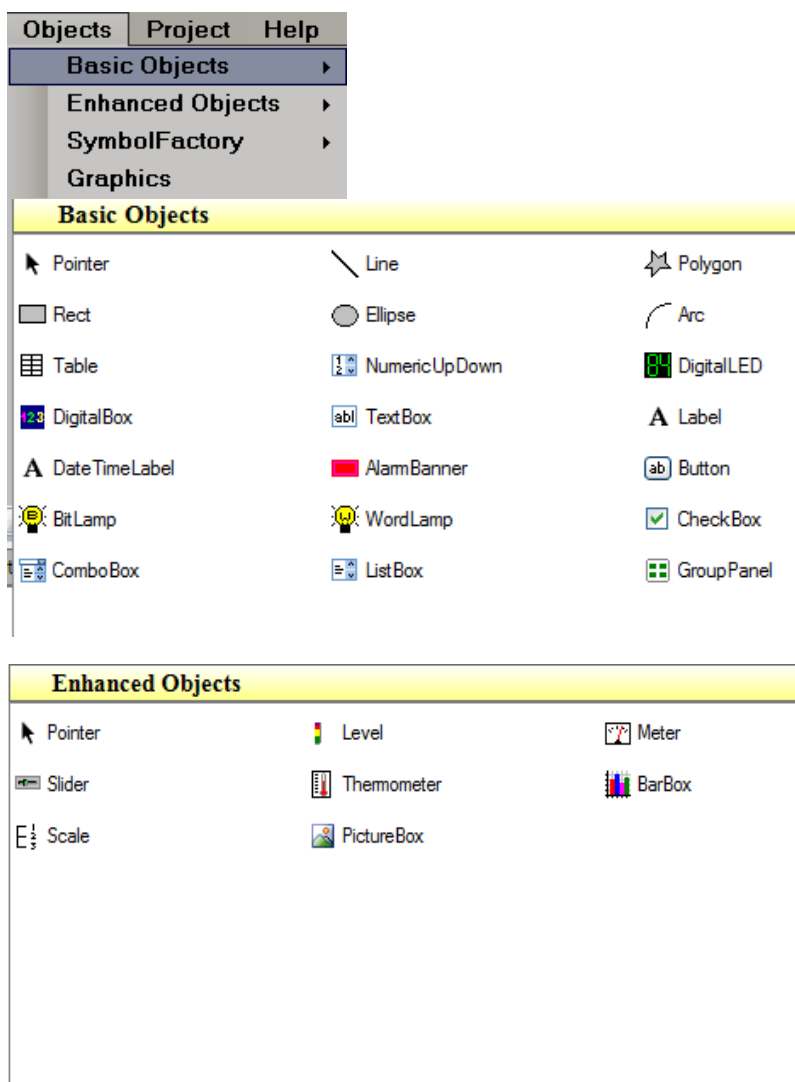 Objects Project Help
Basic Objects
Enhanced Objects
SymbolFactory
Graphics
Basic Objects
Pointer Line Polygon
Rect Ellipse Arc
Table NumericUpDown DigitalLED
DigitalBox TextBox Label
DateTimeLabel AlarmBanner Button
BitLamp WordLamp CheckBox
ComboBox ListBox GroupPanel
Enhanced Objects
Pointer Level Meter
Slider Thermometer BarBox
Scale PictureBox